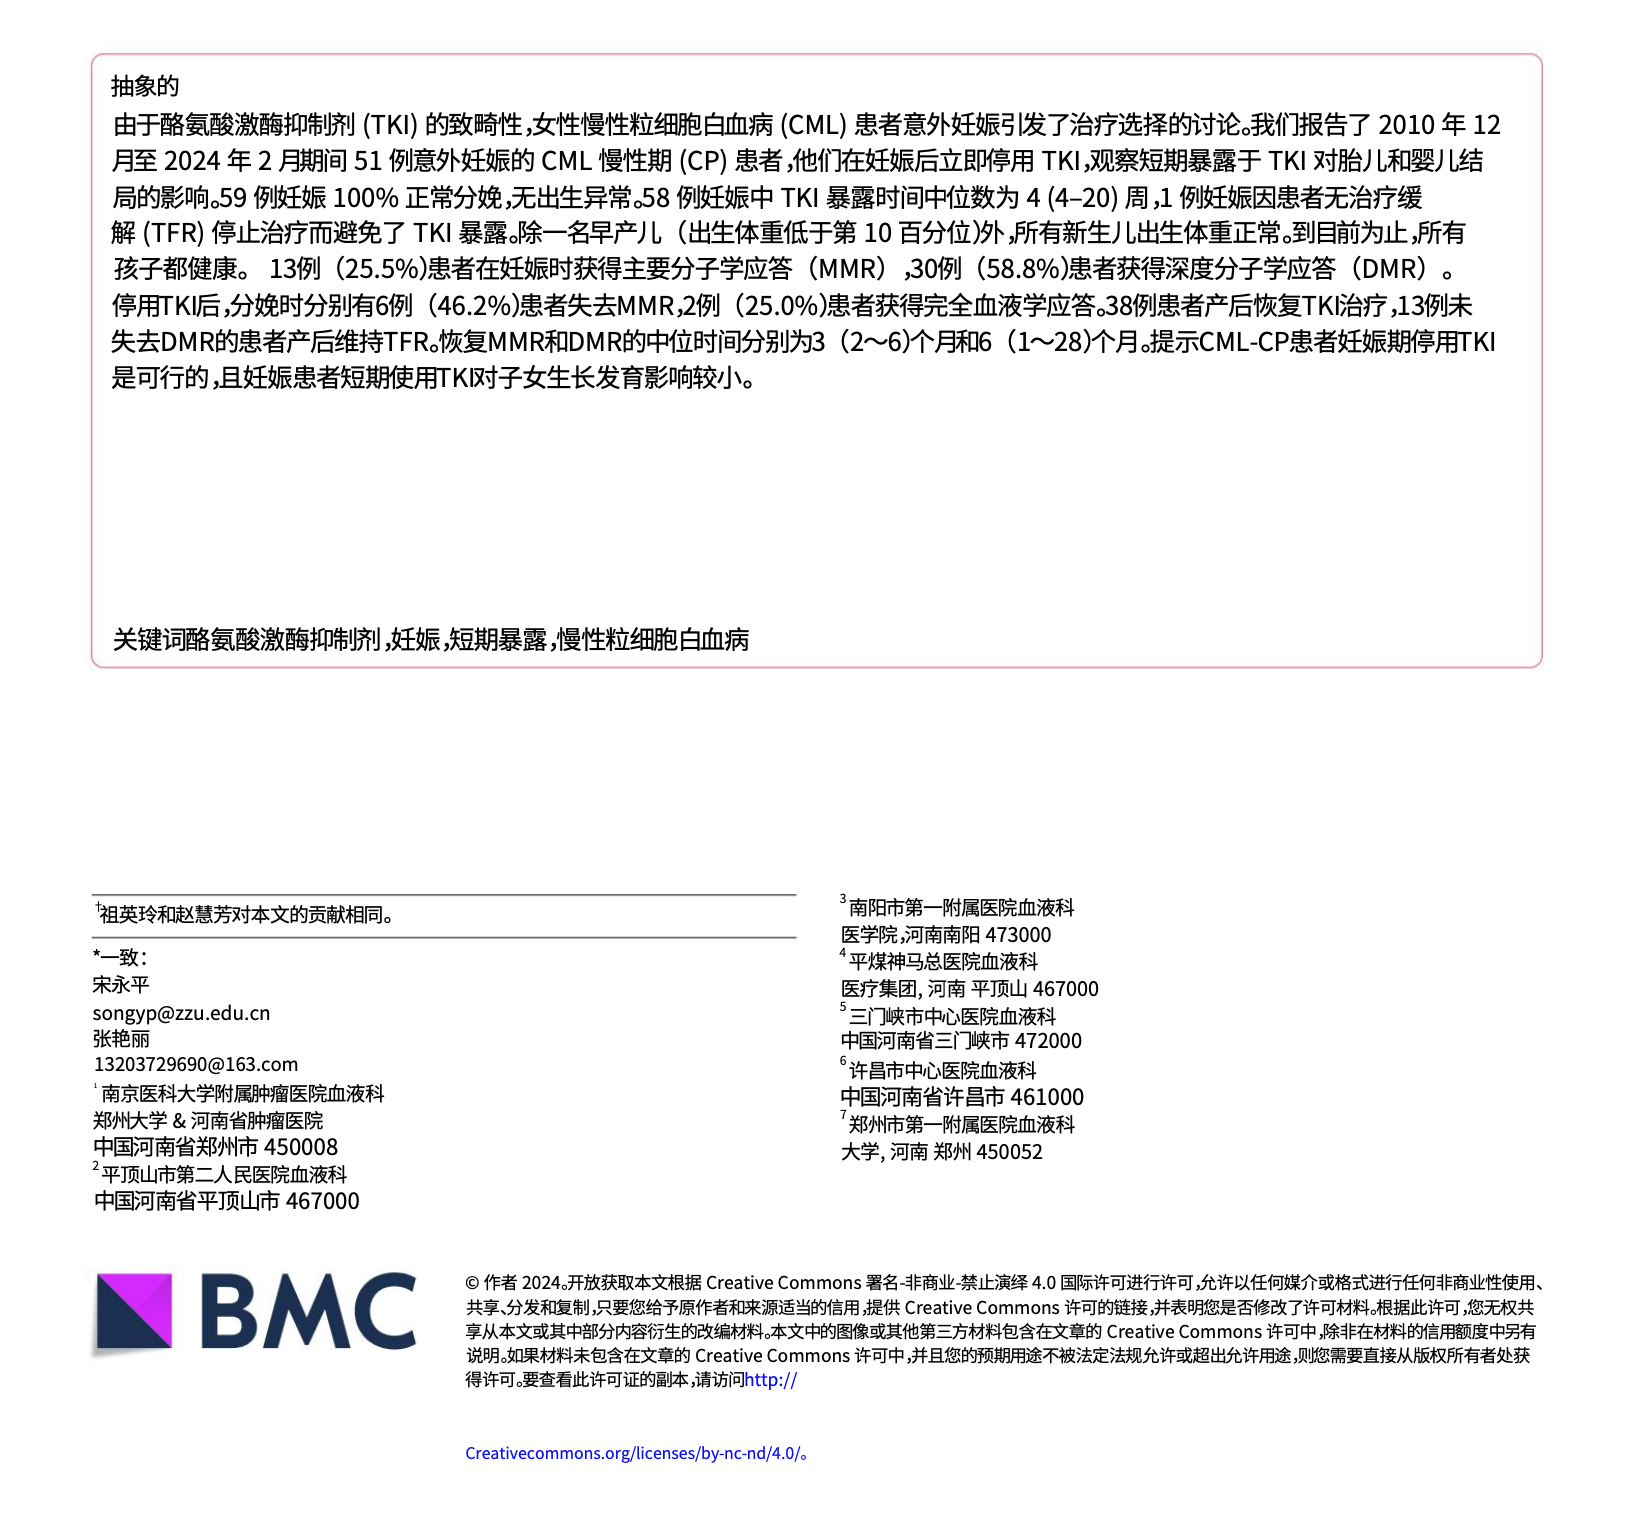 抽象的
由于酪氨酸激酶抑制剂 (TKI) 的致畸性,女性慢性粒细胞白血病 (CML) 患者意外妊娠引发了治疗选择的讨论。我们报告了 2010 年 12
月至 2024 年 2 月期间 51 例意外妊娠的 CML 慢性期 (CP) 患者,他们在妊娠后立即停用 TKI,观察短期暴露于 TKI 对胎儿和婴儿结
局的影响。59 例妊娠 100% 正常分娩,无出生异常。58 例妊娠中 TKI 暴露时间中位数为 4 (4–20) 周,1 例妊娠因患者无治疗缓
解 (TFR) 停止治疗而避免了 TKI 暴露。除一名早产儿（出生体重低于第 10 百分位）外,所有新生儿出生体重正常。到目前为止,所有
孩子都健康。 13例（25.5%）患者在妊娠时获得主要分子学应答（MMR）,30例（58.8%）患者获得深度分子学应答（DMR）。
停用TKI后,分娩时分别有6例（46.2%）患者失去MMR,2例（25.0%）患者获得完全血液学应答。38例患者产后恢复TKI治疗,13例未
失去DMR的患者产后维持TFR。恢复MMR和DMR的中位时间分别为3（2～6）个月和6（1～28）个月。提示CML-CP患者妊娠期停用TKI
是可行的,且妊娠患者短期使用TKI对子女生长发育影响较小。
关键词酪氨酸激酶抑制剂,妊娠,短期暴露,慢性粒细胞白血病
†祖英玲和赵慧芳对本文的贡献相同。
*一致：
宋永平
songyp@zzu.edu.cn
张艳丽
13203729690@163.com
1 南京医科大学附属肿瘤医院血液科
郑州大学 & 河南省肿瘤医院
中国河南省郑州市 450008
2 平顶山市第二人民医院血液科
中国河南省平顶山市 467000
3 南阳市第一附属医院血液科
医学院,河南南阳 473000
4 平煤神马总医院血液科
医疗集团, 河南 平顶山 467000
5 三门峡市中心医院血液科
中国河南省三门峡市 472000
6 许昌市中心医院血液科
中国河南省许昌市 461000
7 郑州市第一附属医院血液科
大学, 河南 郑州 450052
BMC
© 作者 2024。开放获取本文根据 Creative Commons 署名-非商业-禁止演绎 4.0 国际许可进行许可,允许以任何媒介或格式进行任何非商业性使用、
共享、分发和复制,只要您给予原作者和来源适当的信用,提供 Creative Commons 许可的链接,并表明您是否修改了许可材料。根据此许可,您无权共
享从本文或其中部分内容衍生的改编材料。本文中的图像或其他第三方材料包含在文章的 Creative Commons 许可中,除非在材料的信用额度中另有
说明。如果材料未包含在文章的 Creative Commons 许可中,并且您的预期用途不被法定法规允许或超出允许用途,则您需要直接从版权所有者处获
得许可。要查看此许可证的副本,请访问http://
Creativecommons.org/licenses/by-nc-nd/4.0/。